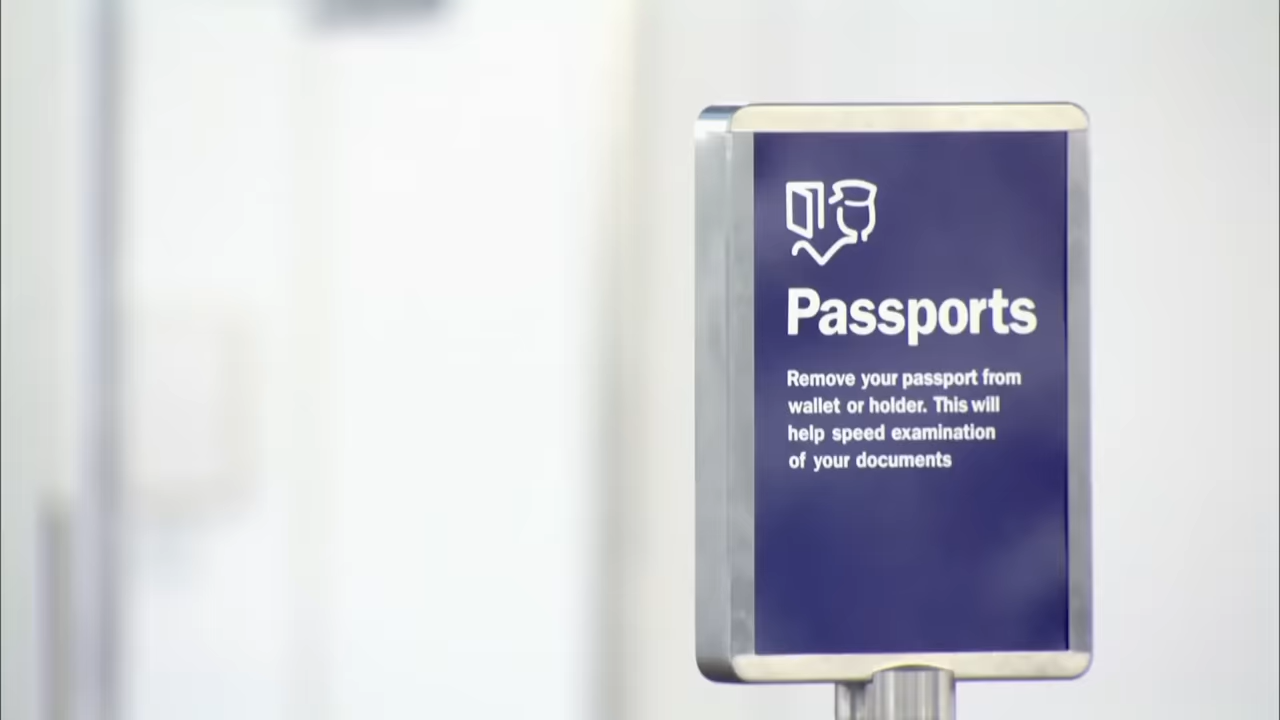 Passports
Remove your passport from
wallet or holder. This will
help speed examination
of your documents